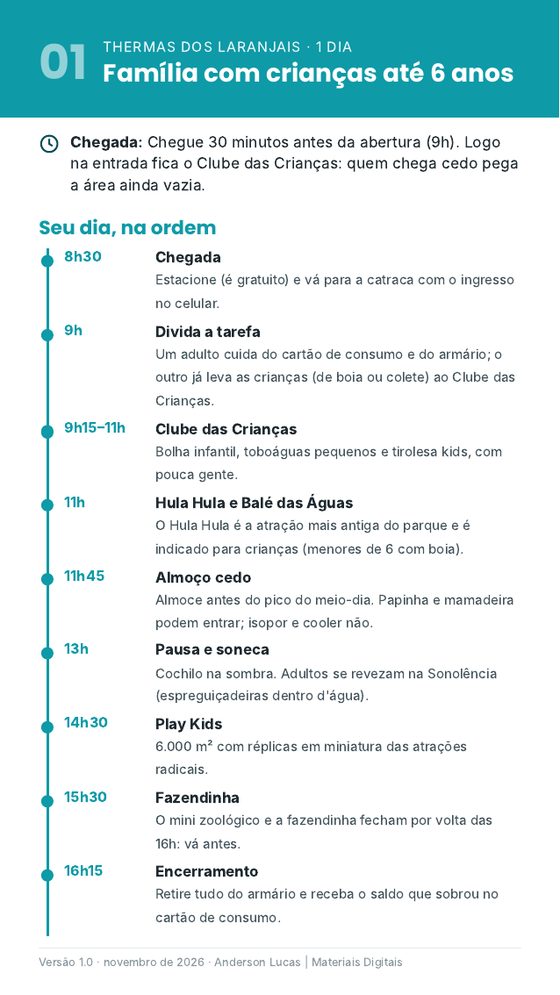 01
THERMAS DOS LARANJAIS · 1 DIA
Família com crianças até 6 anos
Chegada: Chegue 30 minutos antes da abertura (9h). Logo
na entrada fica o Clube das Crianças: quem chega cedo pega
a área ainda vazia.
Seu dia, na ordem
8h30
Chegada
Estacione (é gratuito) e vá para a catraca com o ingresso
no celular.
9h
Divida a tarefa
Um adulto cuida do cartão de consumo e do armário; o
outro já leva as crianças (de boia ou colete) ao Clube das
Crianças.
9h15–11h
Clube das Crianças
Bolha infantil, toboáguas pequenos e tirolesa kids, com
pouca gente.
11h
Hula Hula e Balé das Águas
O Hula Hula é a atração mais antiga do parque e é
indicado para crianças (menores de 6 com boia).
11h45
Almoço cedo
Almoce antes do pico do meio-dia. Papinha e mamadeira
podem entrar; isopor e cooler não.
13h
Pausa e soneca
Cochilo na sombra. Adultos se revezam na Sonolência
(espreguiçadeiras dentro d'água).
14h30
Play Kids
6.000 m² com réplicas em miniatura das atrações
radicais.
15h30
Fazendinha
O mini zoológico e a fazendinha fecham por volta das
16h: vá antes.
16h15
Encerramento
Retire tudo do armário e receba o saldo que sobrou no
cartão de consumo.
Versão 1.0 · novembro de 2026 · Anderson Lucas | Materiais Digitais